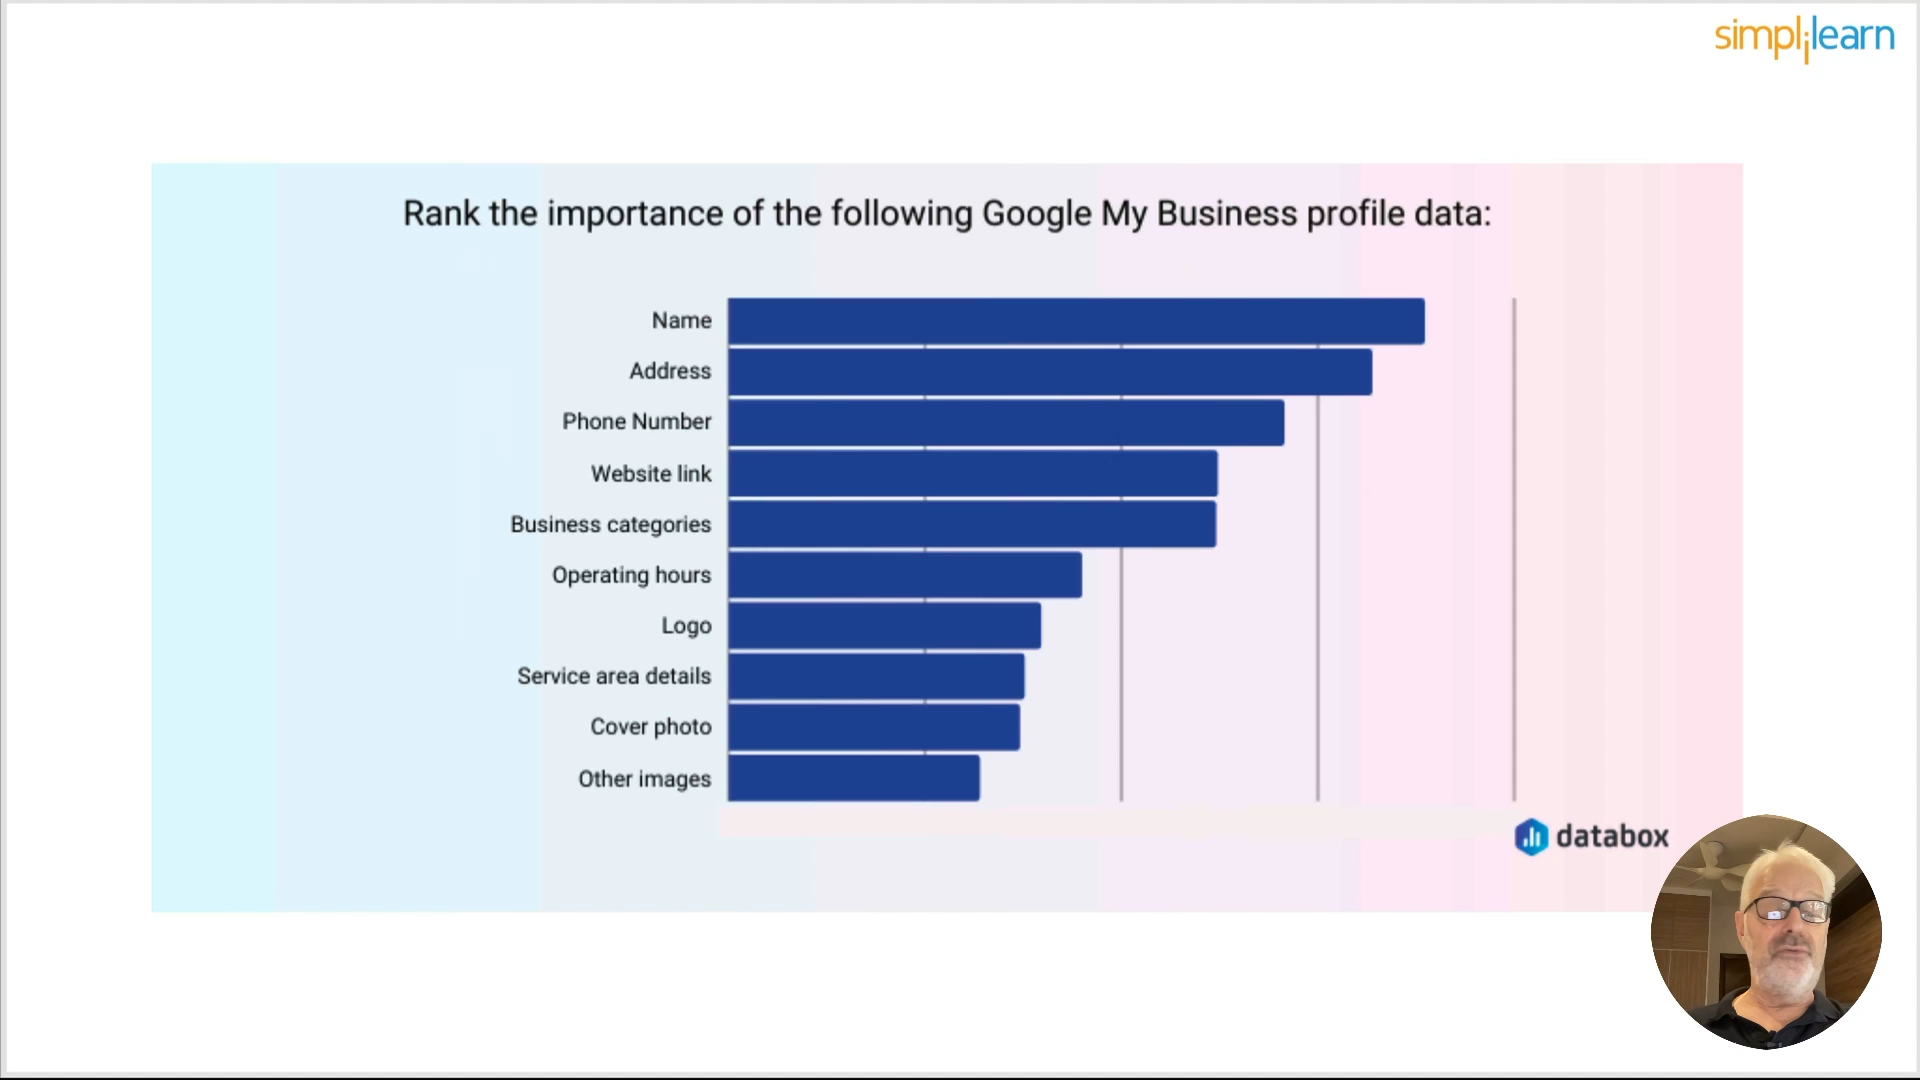 simplilearn
Rank the importance of the following Google My Business profile data:
Name
Address
Phone Number
Website link
Business categories
Operating hours
Logo
Service area details
Cover photo
Other images
databox